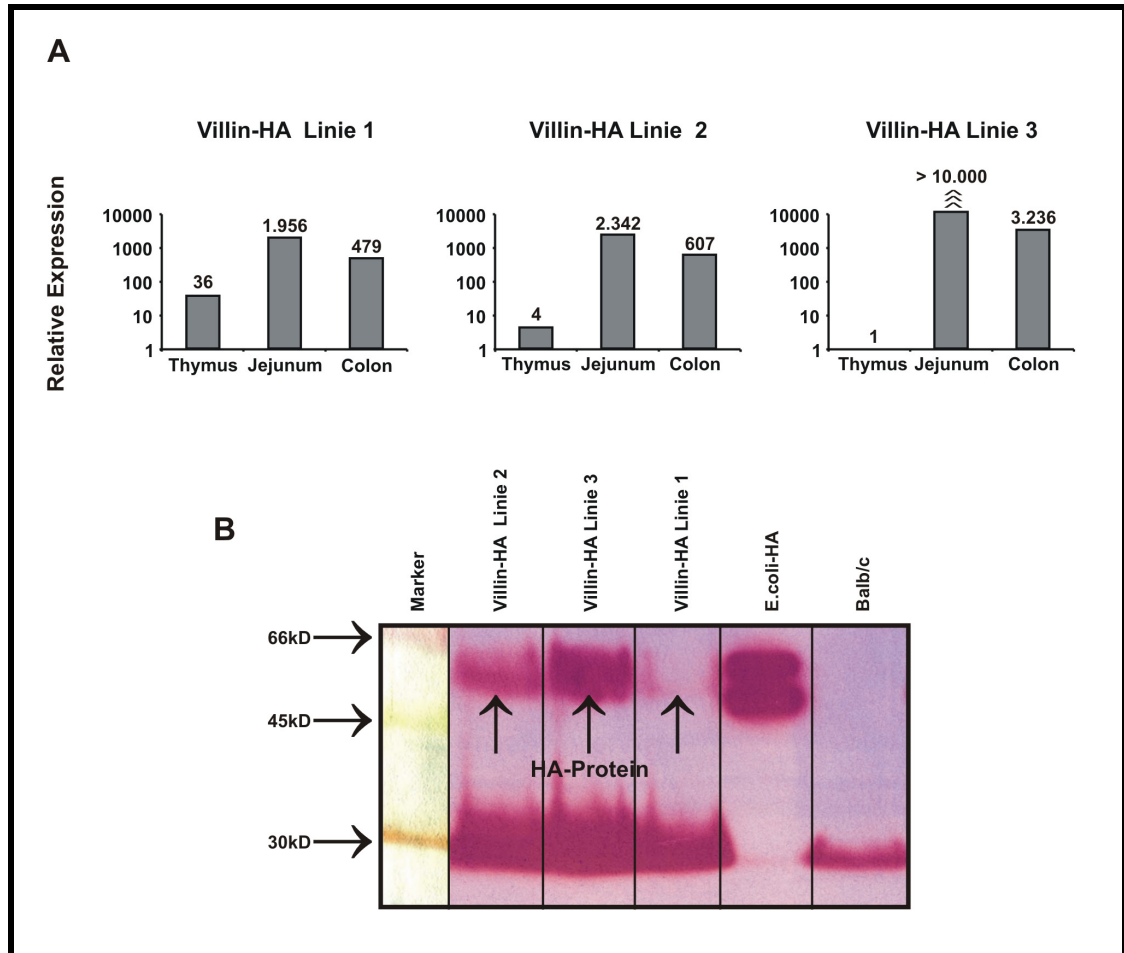 A
Villin-HA Linie 1
Villin-HA Linie 2
Villin-HA Linie 3
Relative Expression
> 10.000
10000
1000
100
10
1
36
1.956
479
Thymus Jejunum Colon
10000
1000
100
10
1
4
2.342
607
Thymus Jejunum Colon
10000
1000
100
10
1
1
3.236
Thymus Jejunum Colon
B
Marker
Villin-HA Linie 2
Villin-HA Linie 3
Villin-HA Linie 1
E.coli-HA
Balb/c
66kD
45kD
30kD
HA-Protein